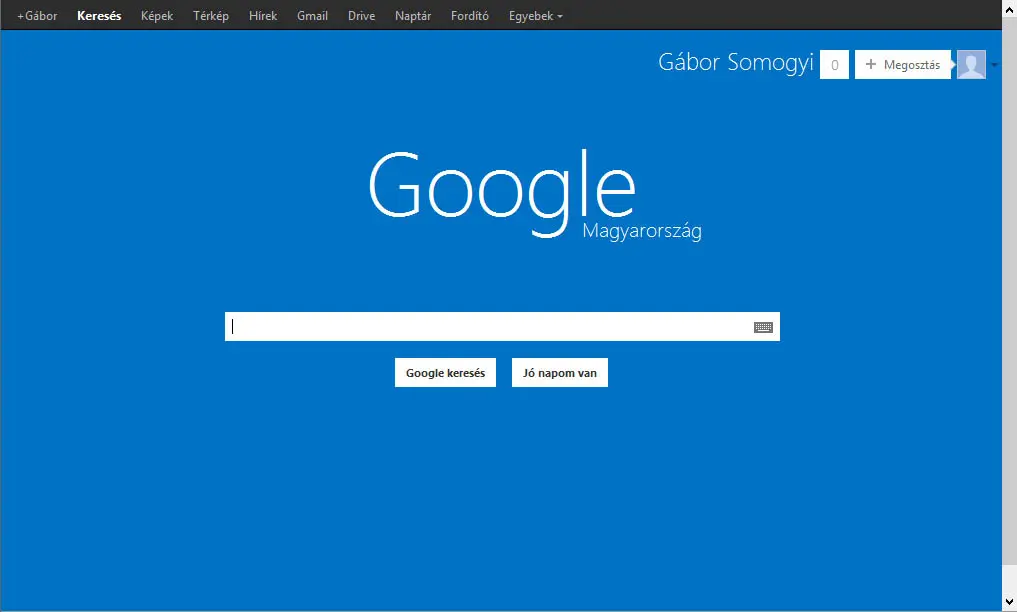 +Gábor Keresés Képek Térkép Hírek Gmail Drive Naptár Fordító Egyebek
Gábor Somogyi 0 + Megosztás
Google
Magyarország
Google keresés Jó napom van